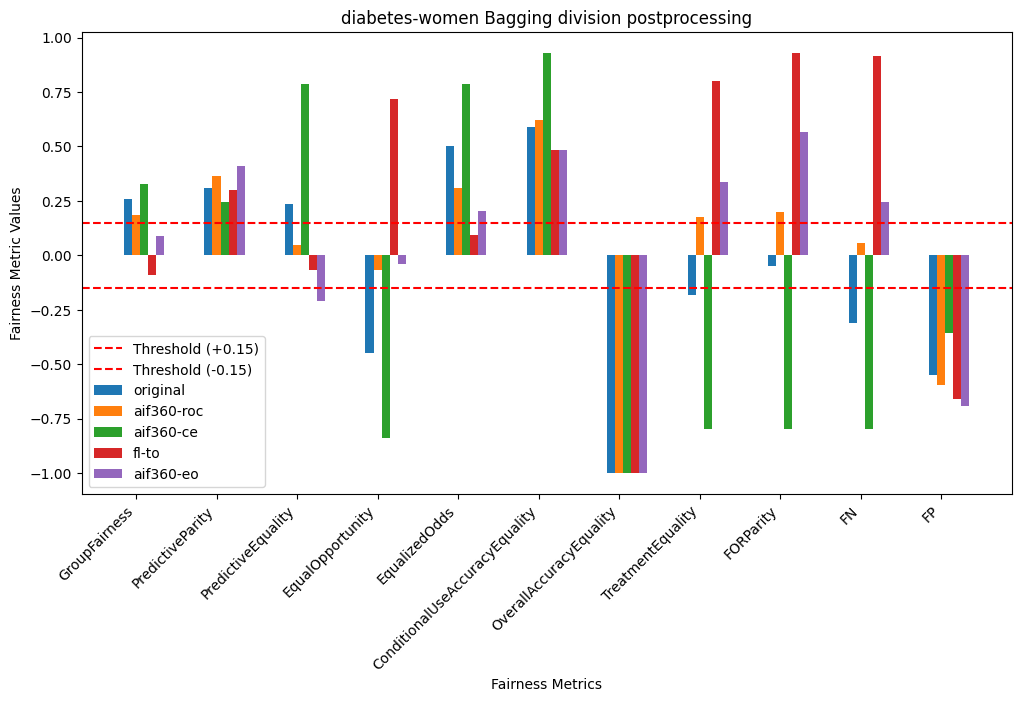 diabetes-women Bagging division postprocessing
1.00
0.75
0.50
0.25
0.00
−0.25
−0.50
−0.75
−1.00
Fairness Metric Values
Threshold (+0.15)
Threshold (-0.15)
original
aif360-roc
aif360-ce
fl-to
aif360-eo
GroupFairness
PredictiveParity
PredictiveEquality
EqualOpportunity
EqualizedOdds
ConditionalUseAccuracyEquality
OverallAccuracyEquality
TreatmentEquality
FORParity
FN
FP
Fairness Metrics